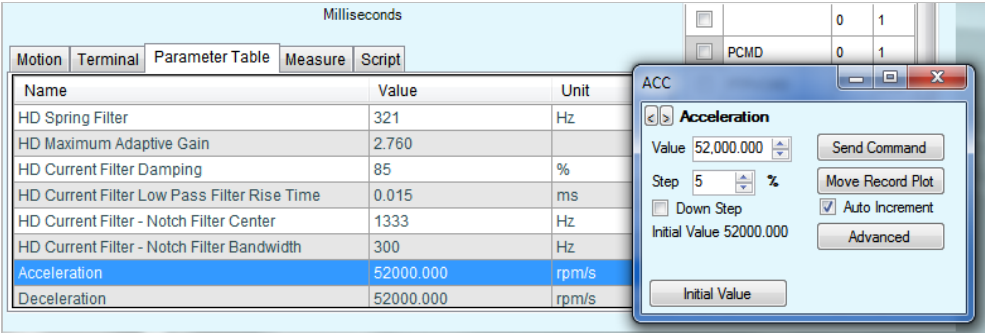 Milliseconds
0 1
PCMD 0 1
Motion Terminal Parameter Table Measure Script
Name Value Unit
HD Spring Filter 321 Hz
HD Maximum Adaptive Gain 2.760
HD Current Filter Damping 85 %
HD Current Filter Low Pass Filter Rise Time 0.015 ms
HD Current Filter - Notch Filter Center 1333 Hz
HD Current Filter - Notch Filter Bandwidth 300 Hz
Acceleration 52000.000 rpm/s
Deceleration 52000.000 rpm/s
ACC
< > Acceleration
Value 52,000.000 Send Command
Step 5 % Move Record Plot
Down Step Auto Increment
Initial Value 52000.000 Advanced
Initial Value